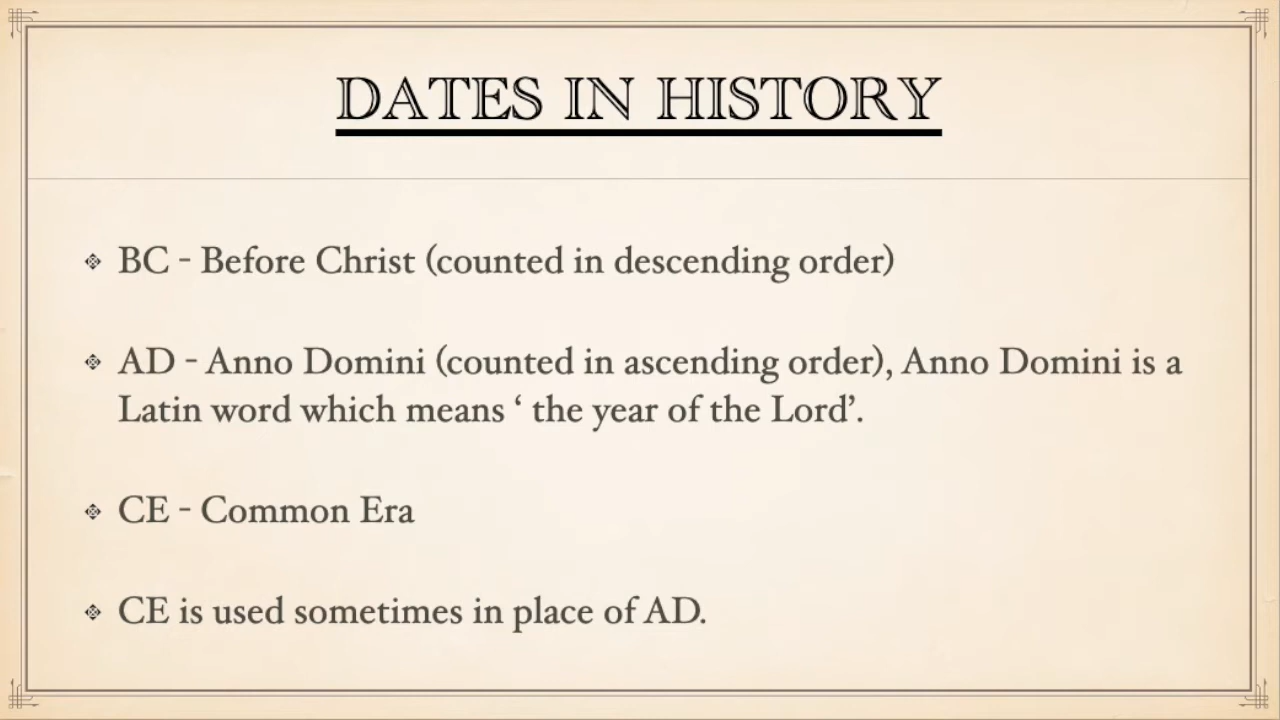 DATES IN HISTORY
BC - Before Christ (counted in descending order)
AD - Anno Domini (counted in ascending order), Anno Domini is a
Latin word which means ‘ the year of the Lord’.
CE - Common Era
CE is used sometimes in place of AD.